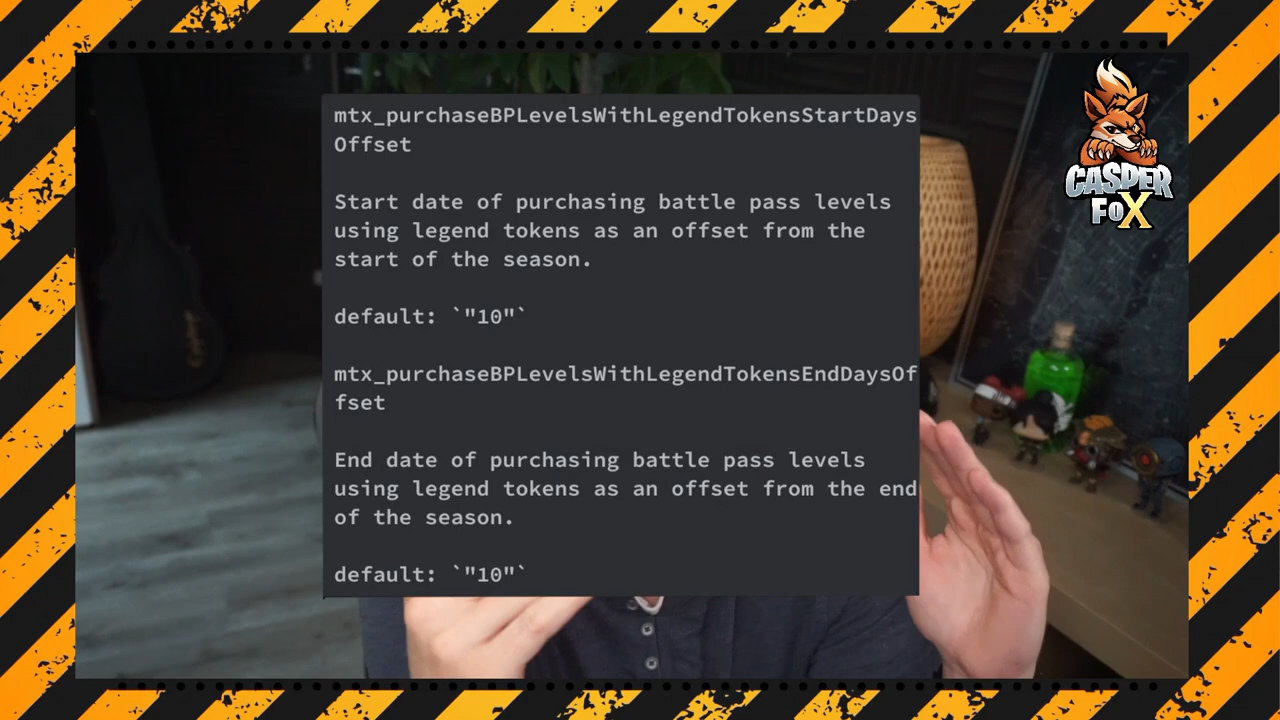 mtx_purchaseBPLevelsWithLegendTokensStartDays
Offset
Start date of purchasing battle pass levels
using legend tokens as an offset from the
start of the season.
default: `"10"`
mtx_purchaseBPLevelsWithLegendTokensEndDaysOf
fset
End date of purchasing battle pass levels
using legend tokens as an offset from the end
of the season.
default: `"10"`
CASPER
FoX